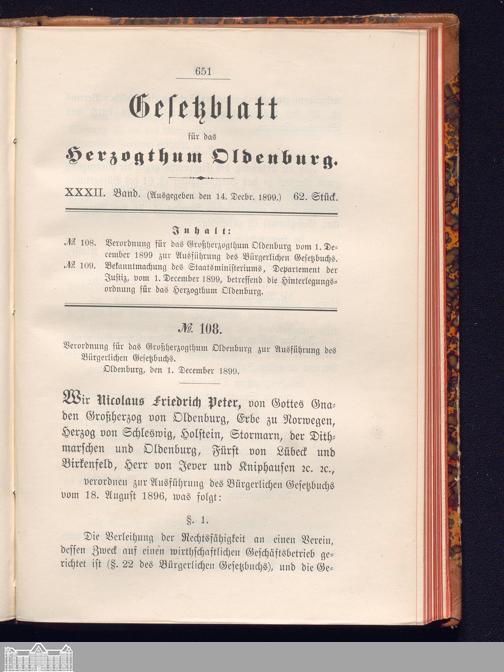 651
Gesetzblatt
für das
Herzogthum Oldenburg.
XXXII. Band. (Ausgegeben den 14. Decbr. 1899.) 62. Stück.
Inhalt:
№ 108. Verordnung für das Großherzogthum Oldenburg vom 1. De-
cember 1899 zur Ausführung des Bürgerlichen Gesetzbuchs.
№ 109. Bekanntmachung des Staatsministeriums, Departement der
Justiz, vom 1. December 1899, betreffend die Hinterlegungs-
ordnung für das Herzogthum Oldenburg.
№ 108.
Verordnung für das Großherzogthum Oldenburg zur Ausführung des
Bürgerlichen Gesetzbuchs.
Oldenburg, den 1. December 1899.
Wir Nicolaus Friedrich Peter, von Gottes Gna-
den Großherzog von Oldenburg, Erbe zu Norwegen,
Herzog von Schleswig, Holstein, Stormarn, der Dith-
marschen und Oldenburg, Fürst von Lübeck und
Birkenfeld, Herr von Jever und Kniphausen ꝛc. ꝛc.,
verordnen zur Ausführung des Bürgerlichen Gesetzbuchs
vom 18. August 1896, was folgt:
§. 1.
Die Verleihung der Rechtsfähigkeit an einen Verein,
dessen Zweck auf einen wirthschaftlichen Geschäftsbetrieb ge-
richtet ist (§. 22 des Bürgerlichen Gesetzbuchs), und die Ge-